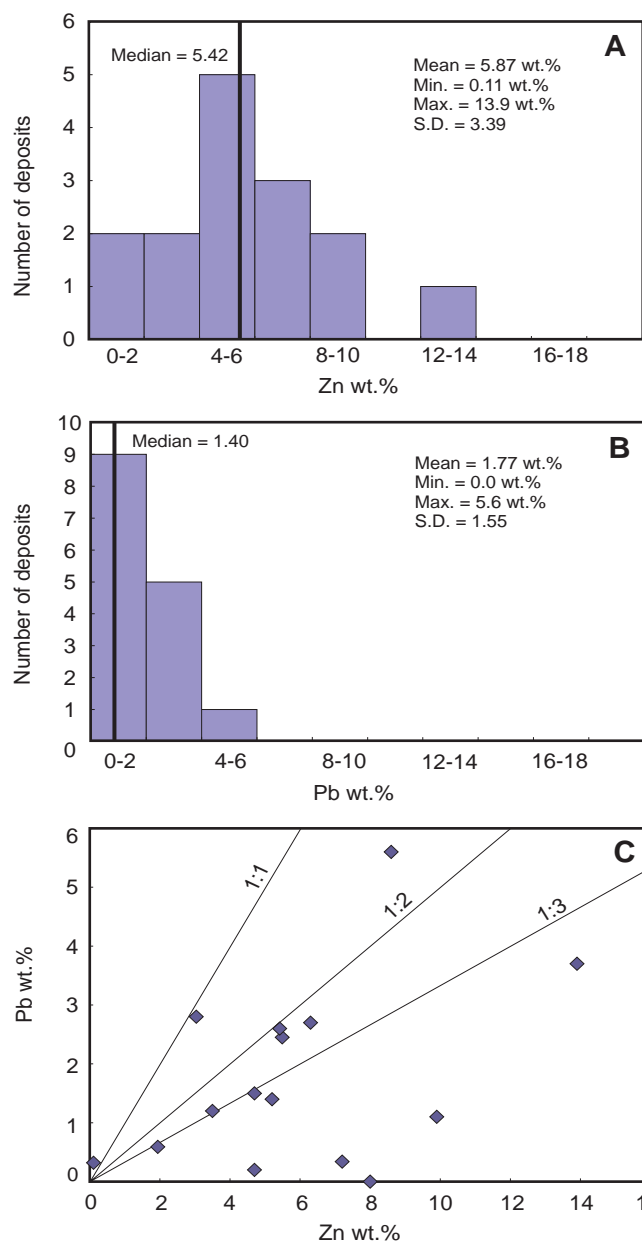 6
5
4
3
2
1
0
Number of deposits
Median = 5.42
A
Mean = 5.87 wt.%
Min. = 0.11 wt.%
Max. = 13.9 wt.%
S.D. = 3.39
0-2 4-6 8-10 12-14 16-18
Zn wt.%
10
9
8
7
6
5
4
3
2
1
0
Number of deposits
Median = 1.40
B
Mean = 1.77 wt.%
Min. = 0.0 wt.%
Max. = 5.6 wt.%
S.D. = 1.55
0-2 4-6 8-10 12-14 16-18
Pb wt.%
6
5
4
3
2
1
0
Pb wt.%
C
1:1
1:2
1:3
0 2 4 6 8 10 12 14
Zn wt.%